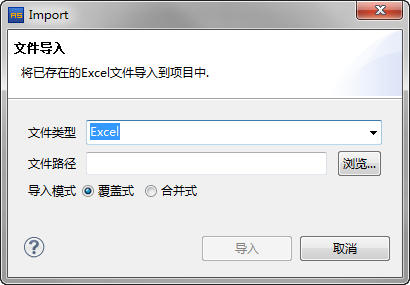 RS Import
文件导入
将已存在的Excel文件导入到项目中.
文件类型 Excel
文件路径 浏览...
导入模式 覆盖式 合并式
? 导入 取消